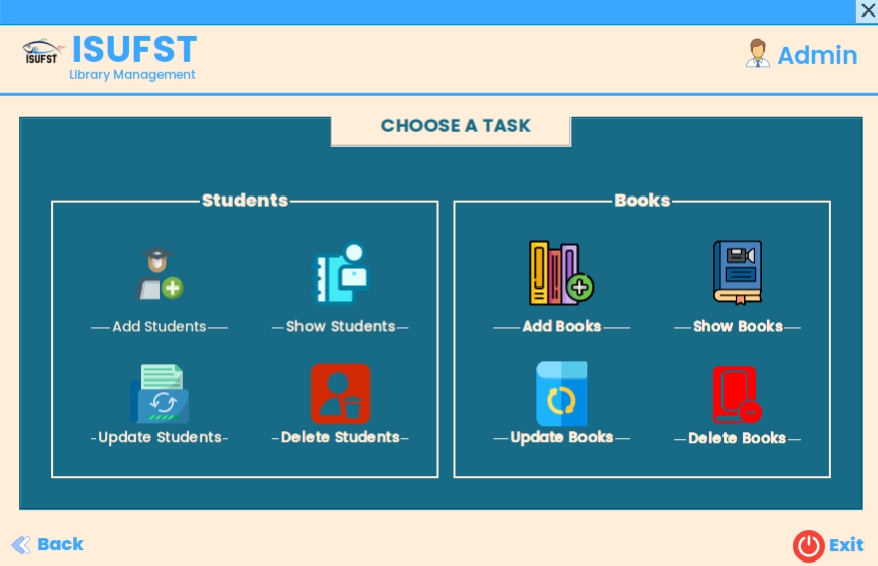 ISUFST
ISUFST
Library Management
Admin
CHOOSE A TASK
Students
Add Students
Show Students
Update Students
Delete Students
Books
Add Books
Show Books
Update Books
Delete Books
Back
Exit